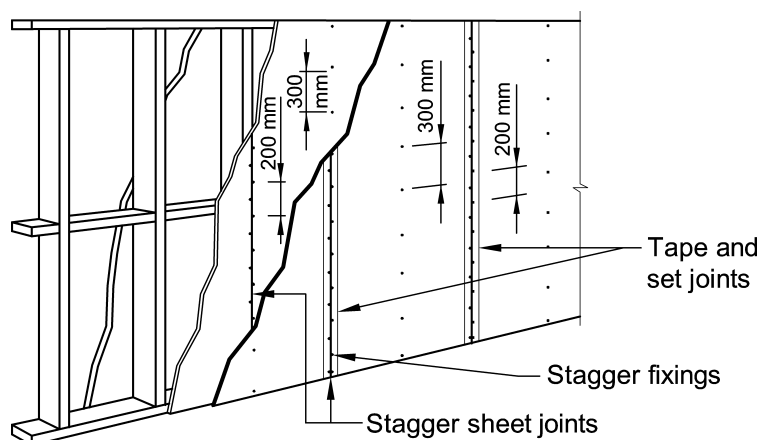 300
mm
200 mm
300 mm
200 mm
Tape and
set joints
Stagger fixings
Stagger sheet joints